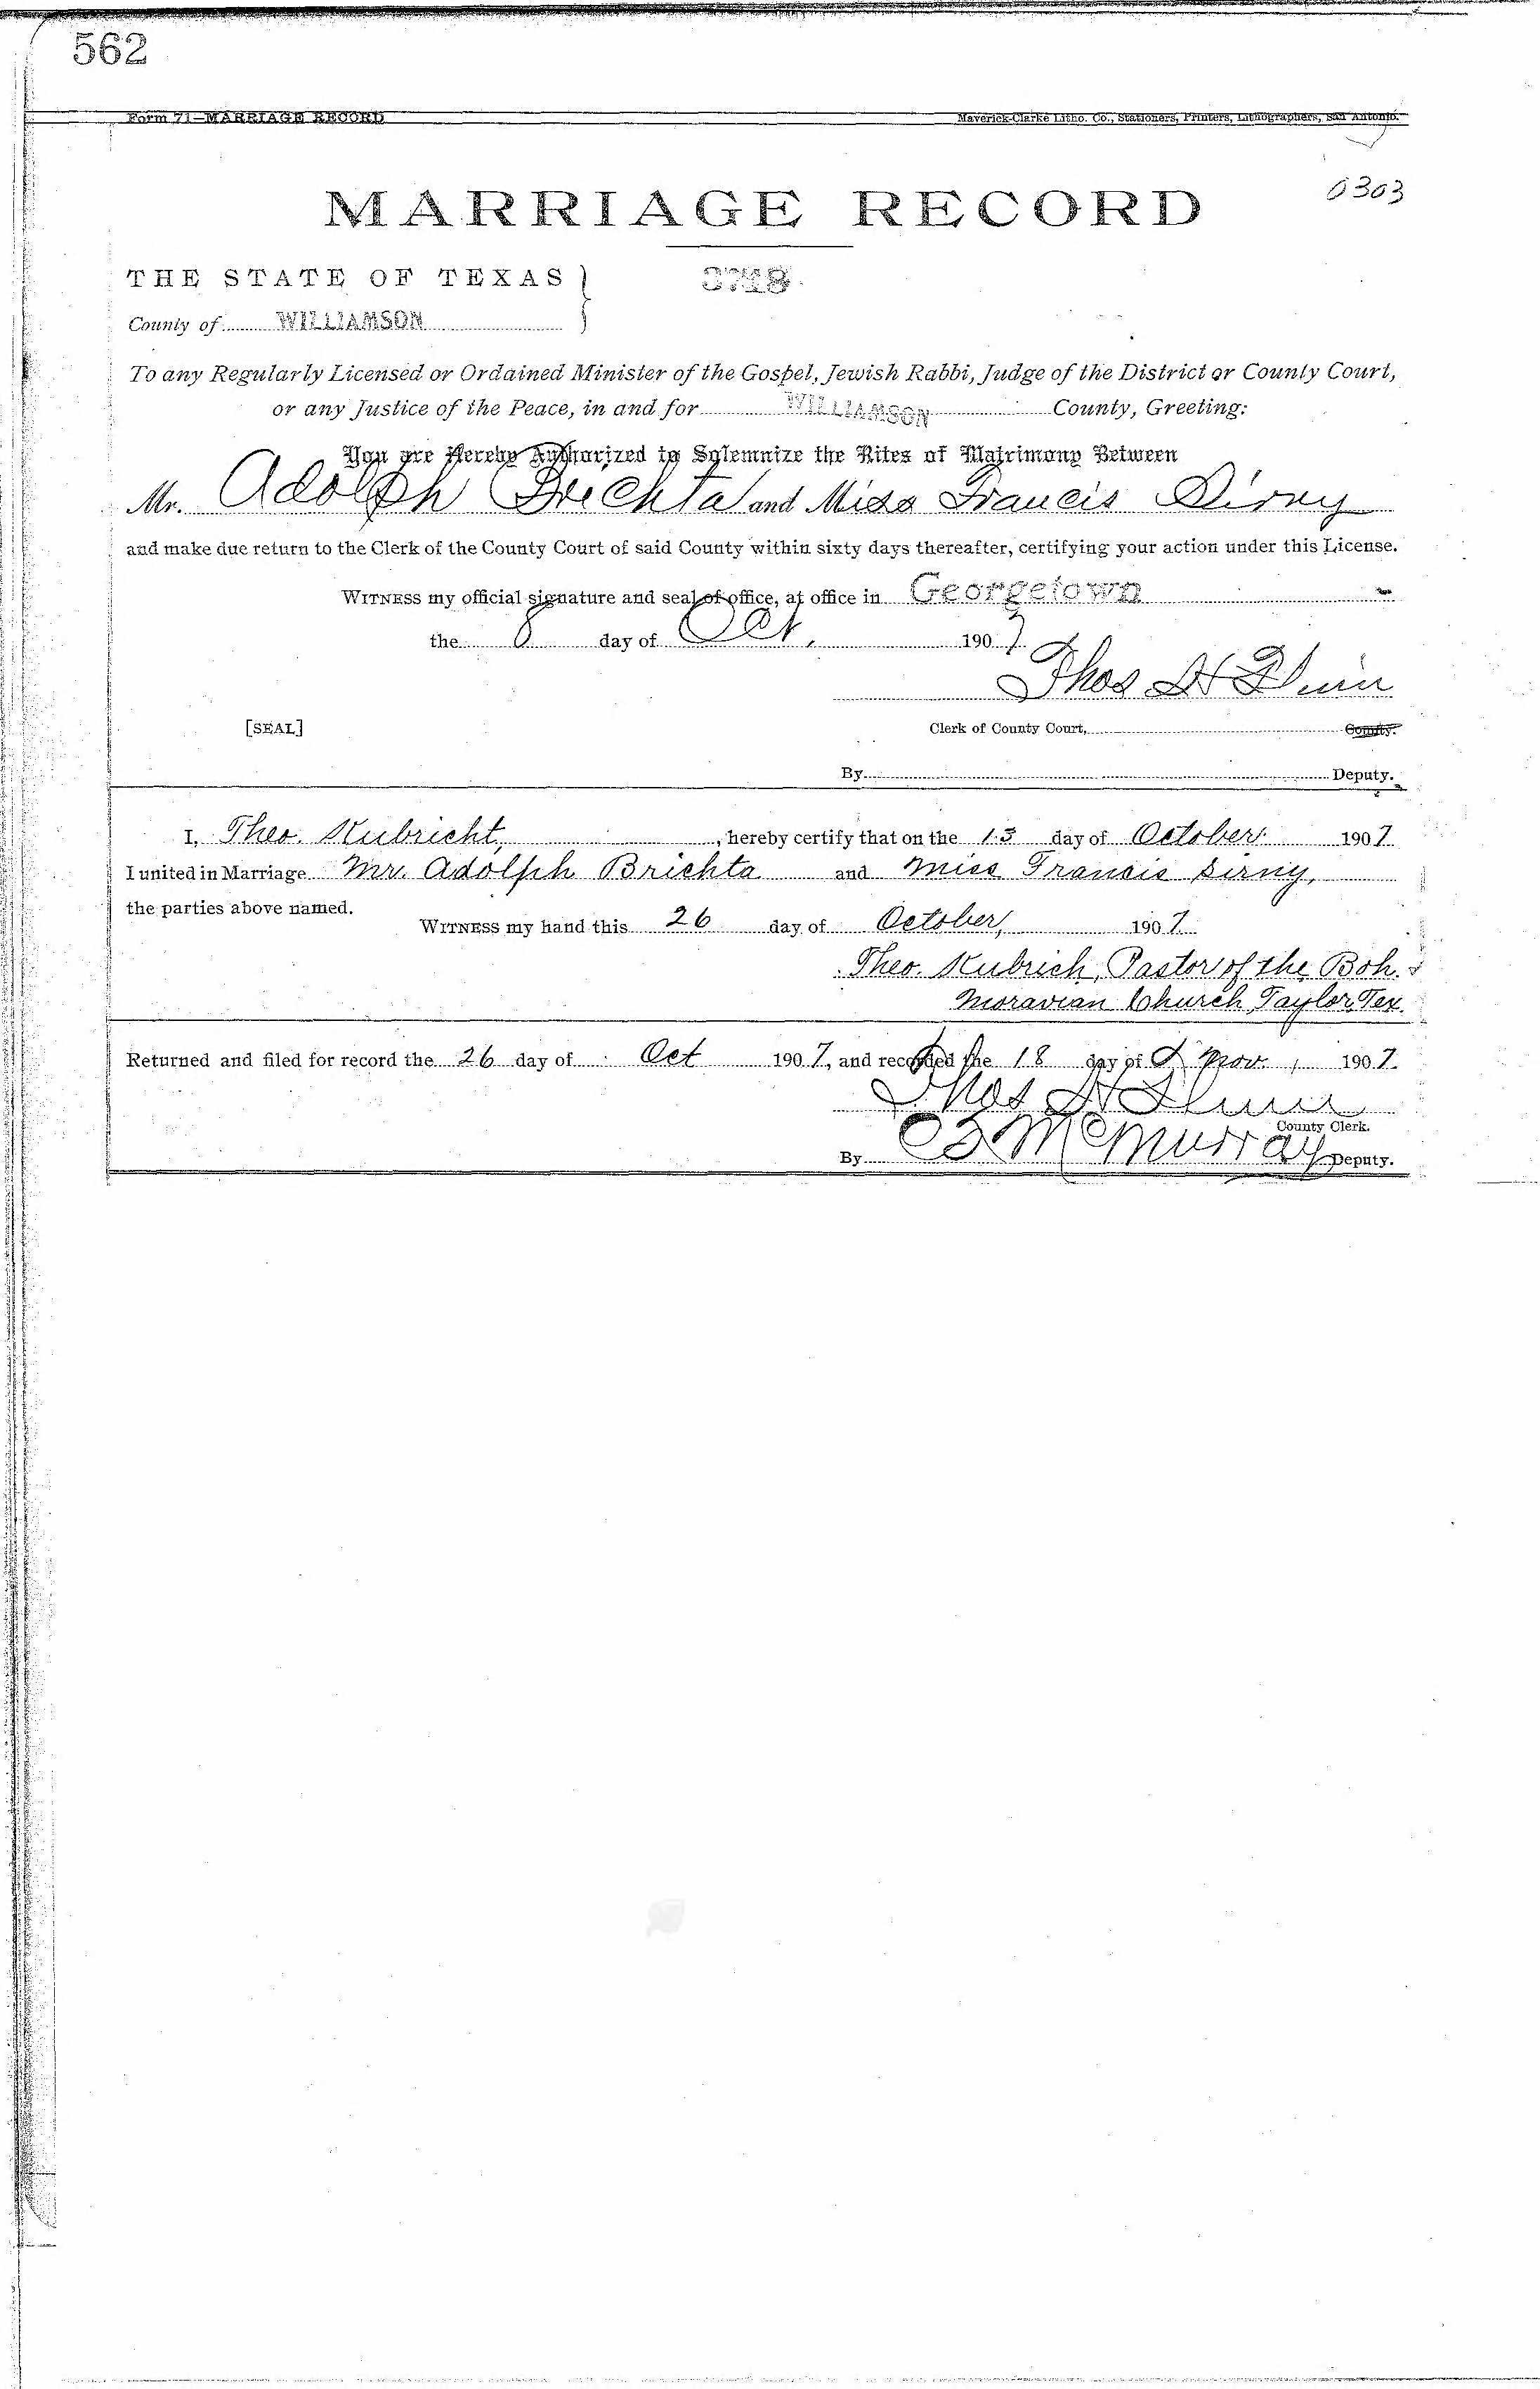 562
Form 71—MARRIAGE RECORD Maverick-Clarke Litho. Co., Stationers, Printers, Lithographers, San Antonio.
MARRIAGE RECORD
0303
THE STATE OF TEXAS }
County of WILLIAMSON
To any Regularly Licensed or Ordained Minister of the Gospel, Jewish Rabbi, Judge of the District or County Court,
or any Justice of the Peace, in and for WILLIAMSON County, Greeting:
You are Hereby Authorized to Solemnize the Rites of Matrimony Between
Mr. Adolph Brichta and Miss Francis Sirny
and make due return to the Clerk of the County Court of said County within sixty days thereafter, certifying your action under this License.
WITNESS my official signature and seal of office, at office in Georgetown
the 8 day of Oct, 1907.
Thos H
[SEAL] Clerk of County Court, County.
By Deputy.
I, Theo. Kubricht, , hereby certify that on the 13 day of October 1907
I united in Marriage Mr. Adolph Brichta and Miss Francis Sirny,
the parties above named.
WITNESS my hand this 26 day of October, 1907.
Theo. Kubrich, Pastor of the Boh.
Moravian Church Taylor, Tex.
Returned and filed for record the 26 day of Oct 1907, and recorded the 18 day of Nov, 1907.
Thos H
County Clerk.
By McMurray Deputy.